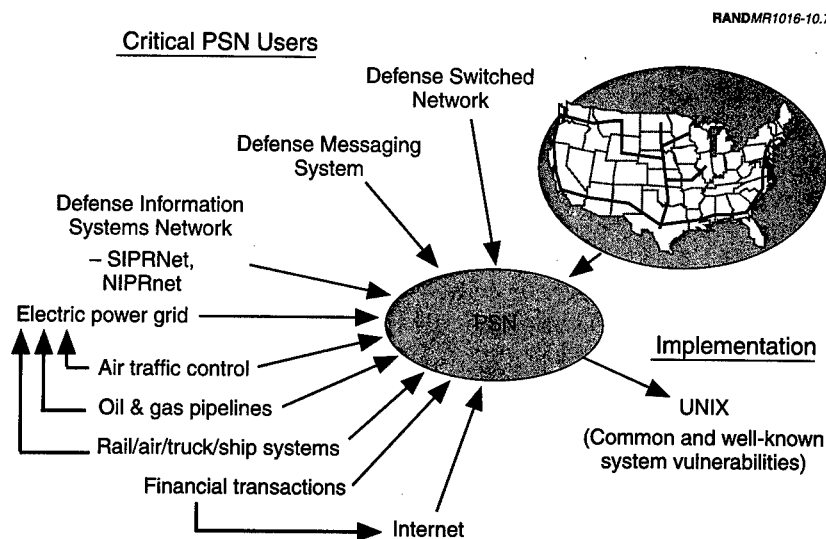 RANDMR1016-10.
Critical PSN Users
Defense Switched
Network
Defense Messaging
System
Defense Information
Systems Network
– SIPRNet,
NIPRnet
Electric power grid
PSN
Air traffic control
Oil & gas pipelines
Rail/air/truck/ship systems
Financial transactions
Internet
Implementation
UNIX
(Common and well-known
system vulnerabilities)